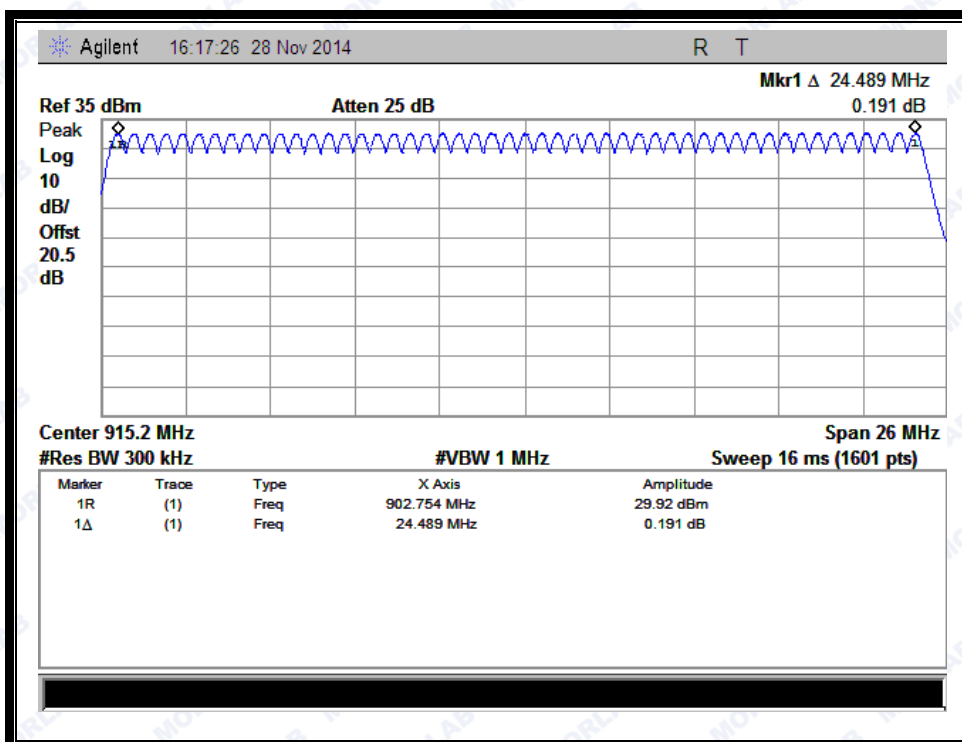 Agilent 16:17:26 28 Nov 2014 R T
Mkr1 Δ 24.489 MHz
Ref 35 dBm Atten 25 dB 0.191 dB
Peak
Log
10
dB/
Offst
20.5
dB
1R
1
Center 915.2 MHz Span 26 MHz
#Res BW 300 kHz #VBW 1 MHz Sweep 16 ms (1601 pts)
Marker Trace Type X Axis Amplitude
1R (1) Freq 902.754 MHz 29.92 dBm
1Δ (1) Freq 24.489 MHz 0.191 dB